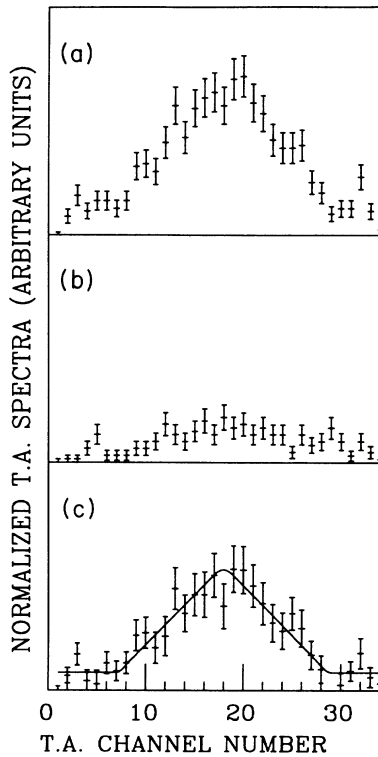 NORMALIZED T.A. SPECTRA (ARBITRARY UNITS)
(a)
(b)
(c)
0 10 20 30
T.A. CHANNEL NUMBER